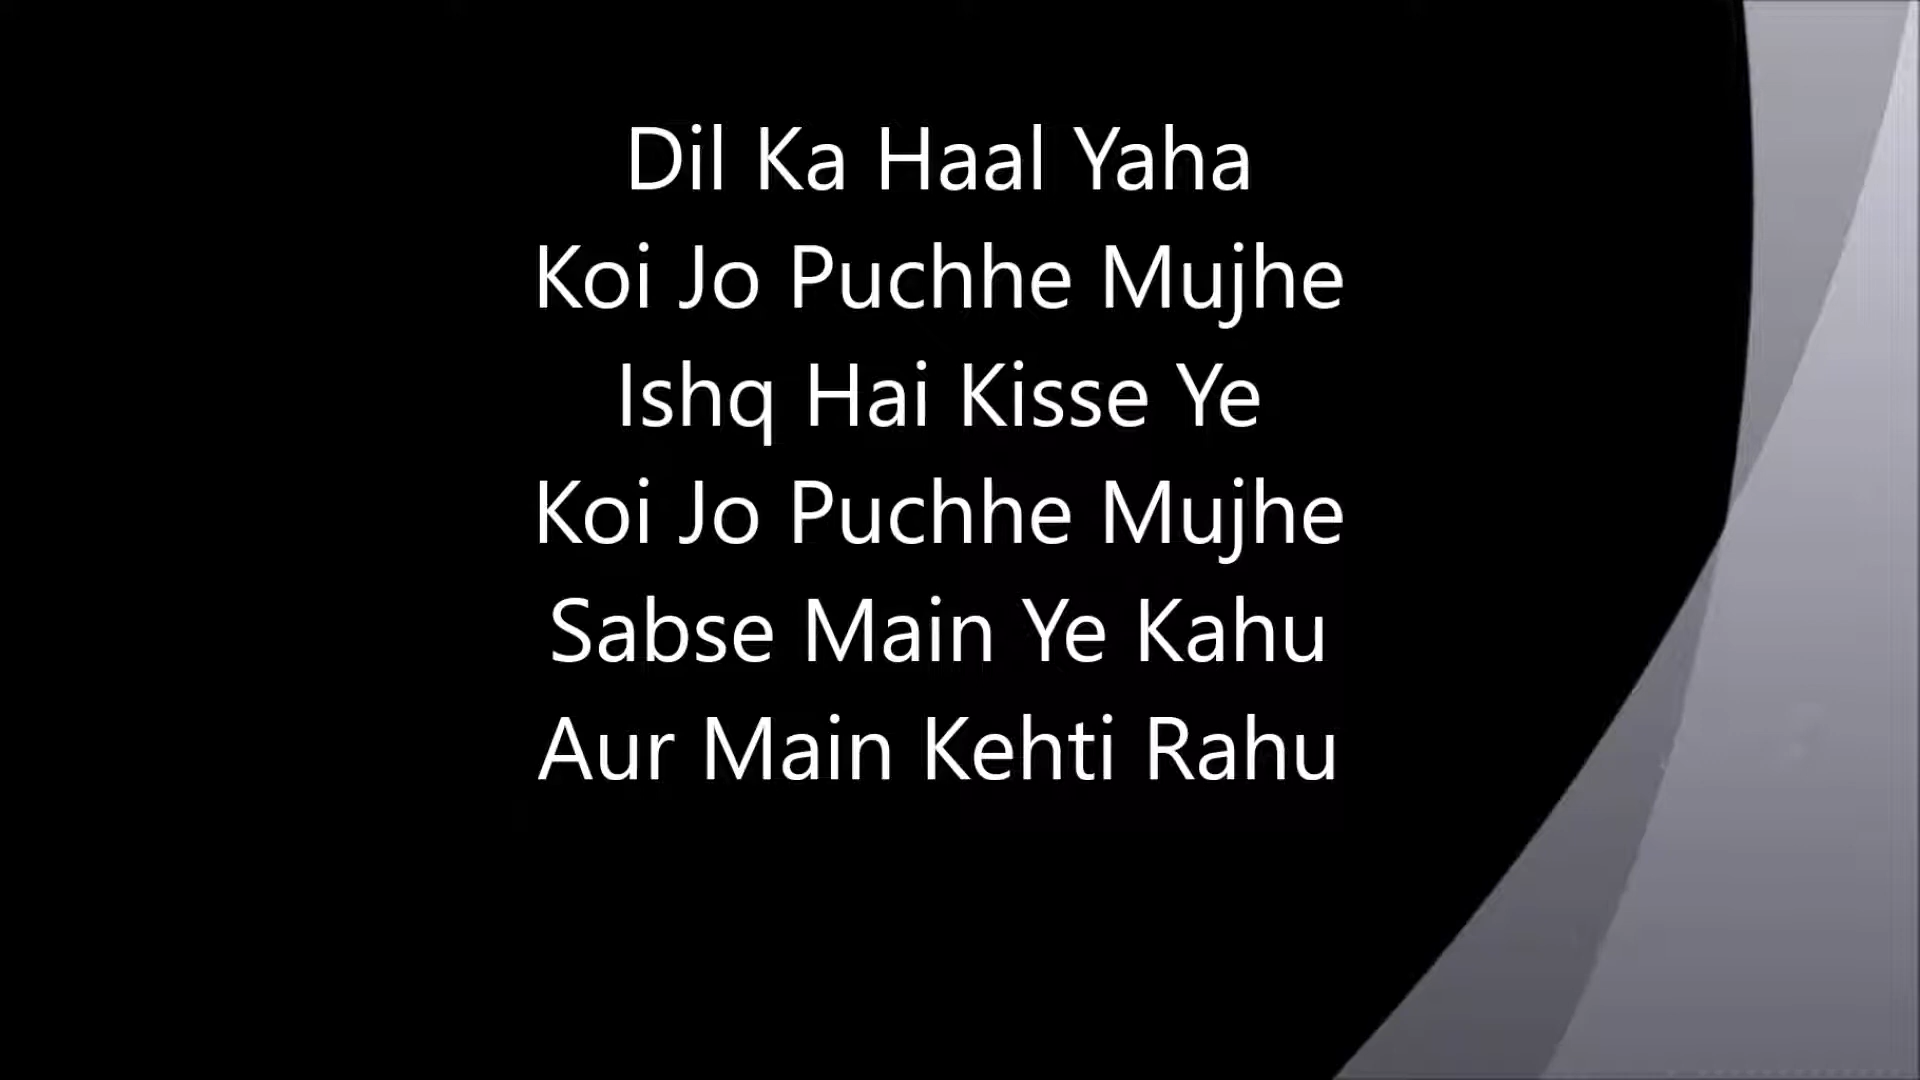 Dil Ka Haal Yaha
Koi Jo Puchhe Mujhe
Ishq Hai Kisse Ye
Koi Jo Puchhe Mujhe
Sabse Main Ye Kahu
Aur Main Kehti Rahu